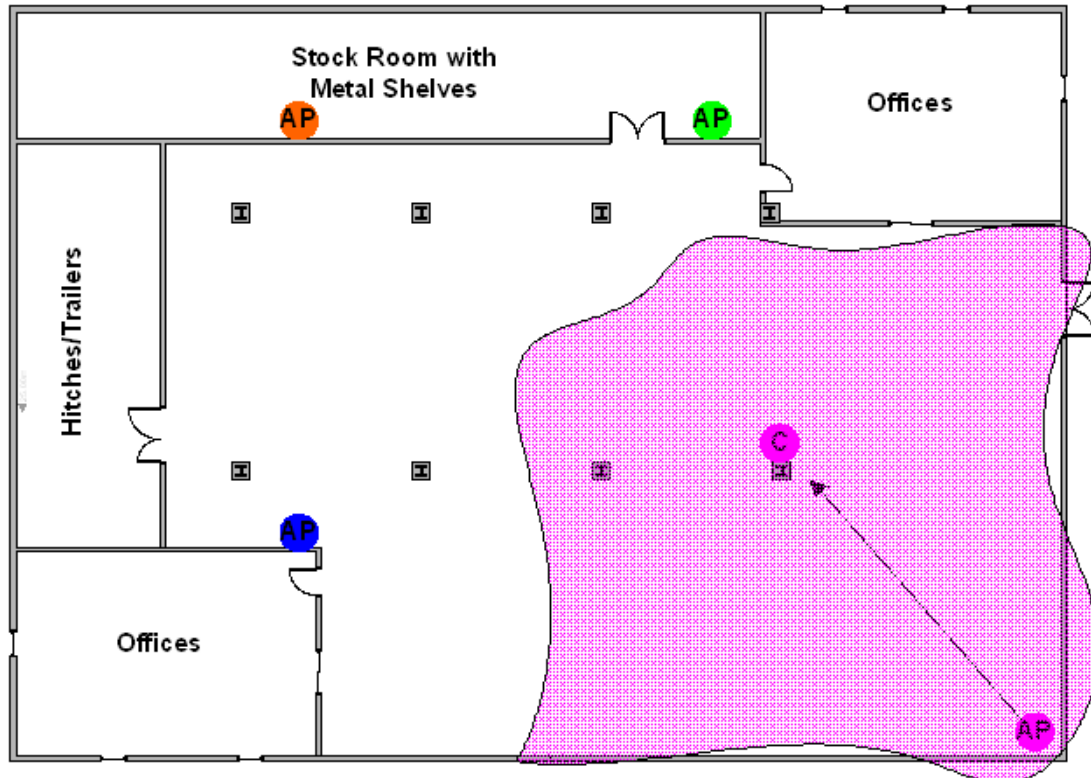 Stock Room with
Metal Shelves
AP
AP
Offices
Hitches/Trailers
C
AP
Offices
AP